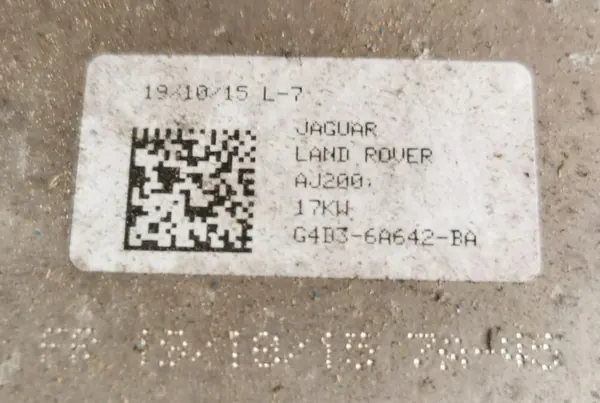 19/10/15 L-7
JAGUAR
LAND ROVER
AJ200
17KW
G4D3-6A642-BA